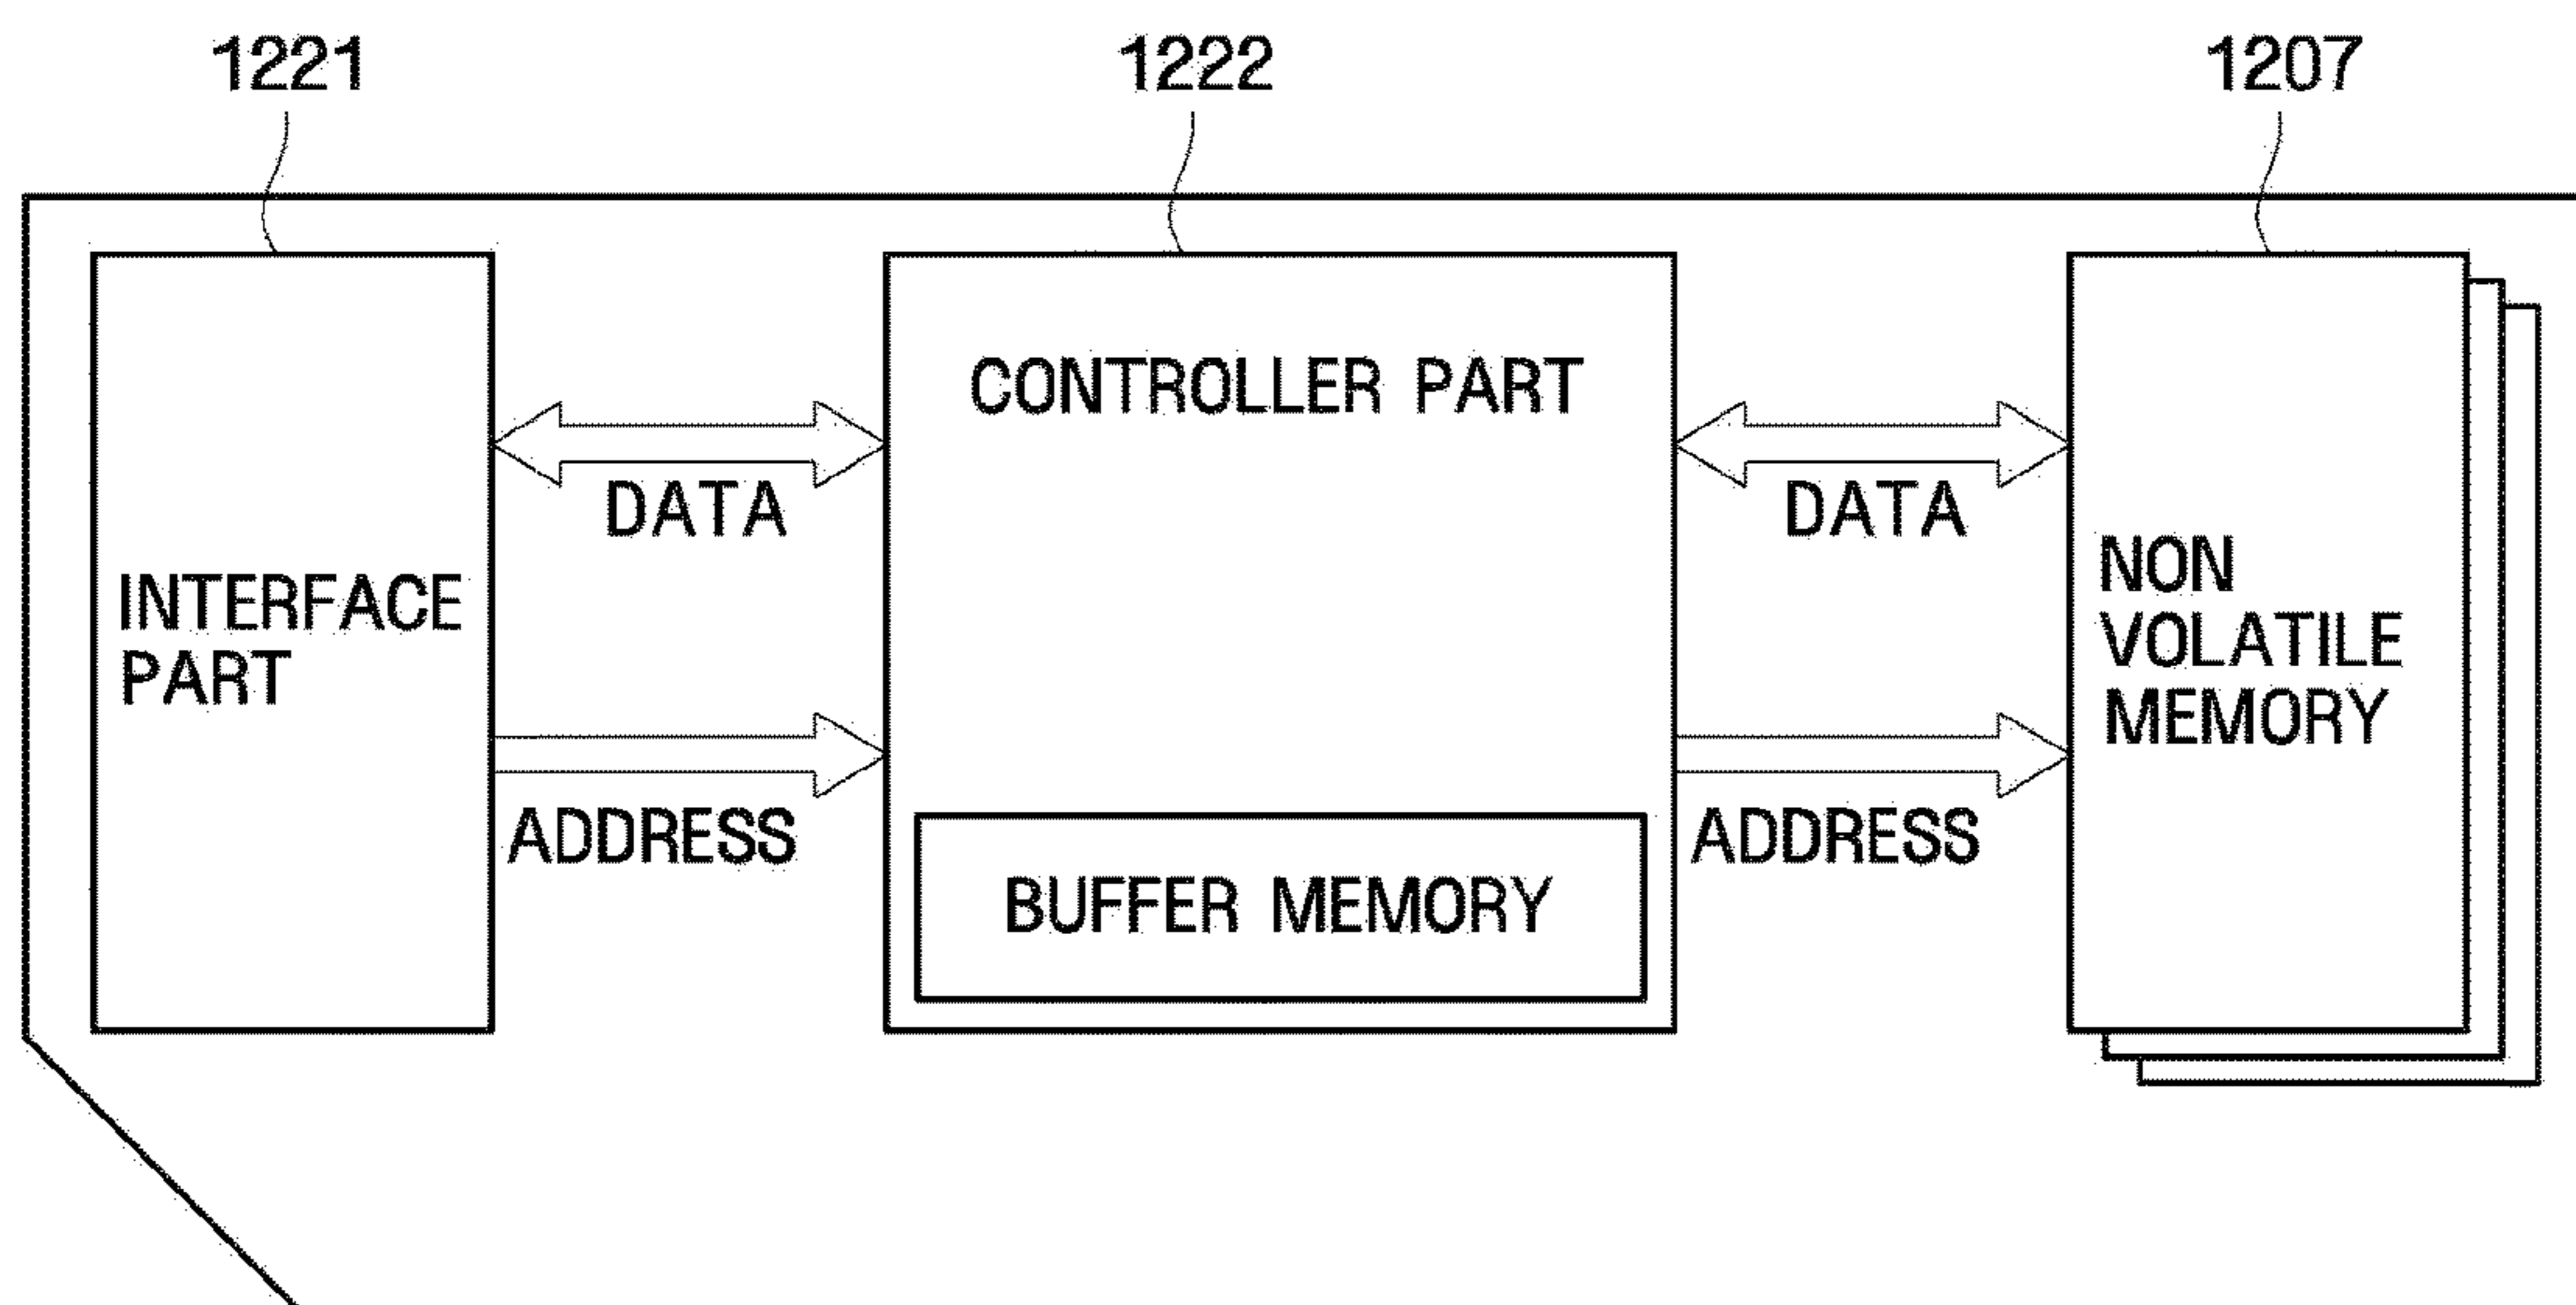 1221
1222
1207
CONTROLLER PART
DATA
DATA
INTERFACE
PART
NON
VOLATILE
MEMORY
ADDRESS
ADDRESS
BUFFER MEMORY